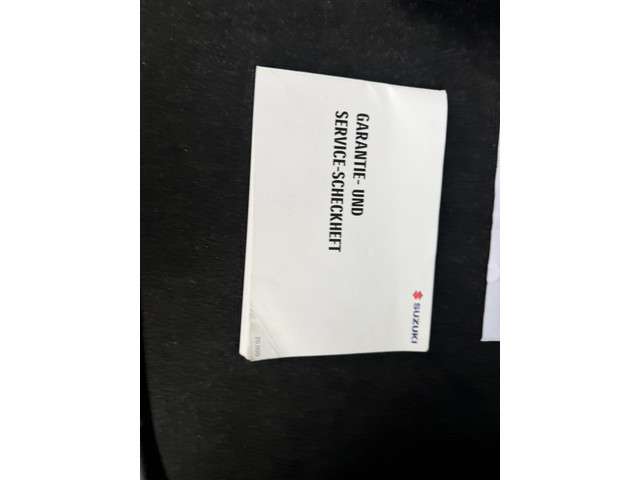 GARANTIE- UND
SERVICE-SCHECKHEFT
SUZUKI